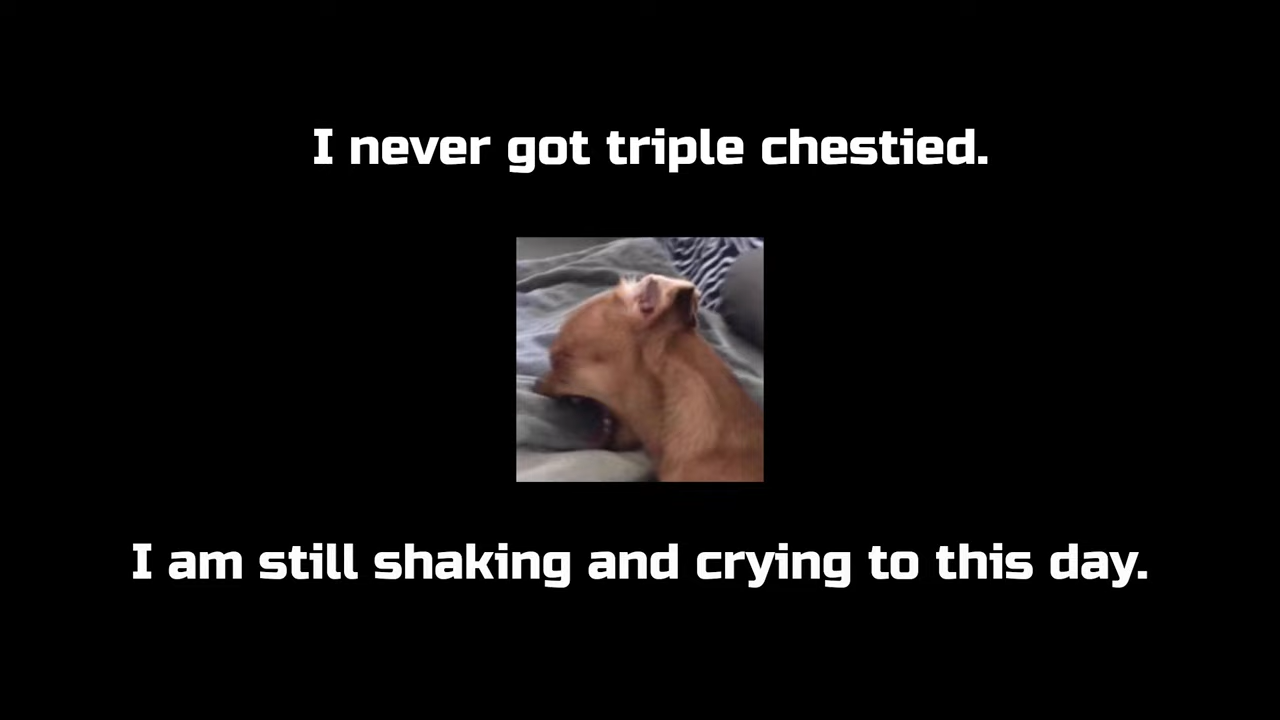 I never got triple chestied.
I am still shaking and crying to this day.